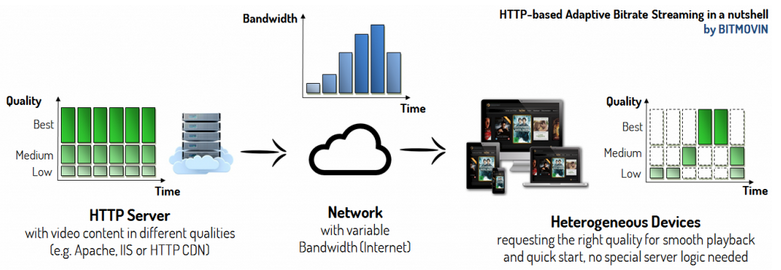 HTTP-based Adaptive Bitrate Streaming in a nutshell
by BITMOVIN
Bandwidth
Time
Quality
Best
Medium
Low
Time
Quality
Best
Medium
Low
Time
HTTP Server
with video content in different qualities
(e.g. Apache, IIS or HTTP CDN)
Network
with variable
Bandwidth (Internet)
Heterogeneous Devices
requesting the right quality for smooth playback
and quick start, no special server logic needed